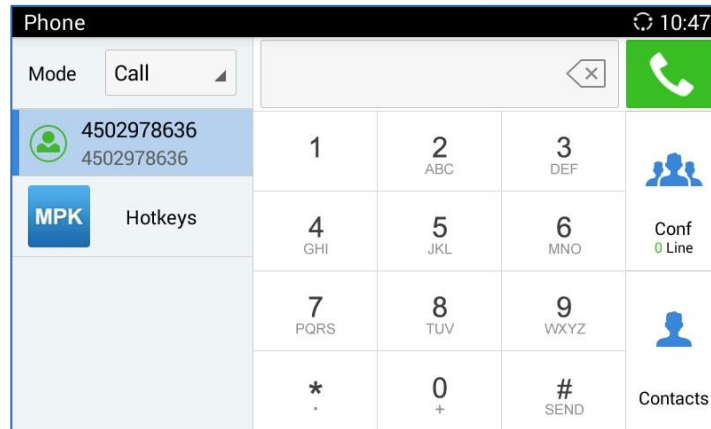 Phone 10:47
Mode Call
4502978636
4502978636
MPK Hotkeys
1 2 3
ABC DEF
4 5 6
GHI JKL MNO
7 8 9
PQRS TUV WXYZ
* 0 #
. + SEND
Conf
0 Line
Contacts